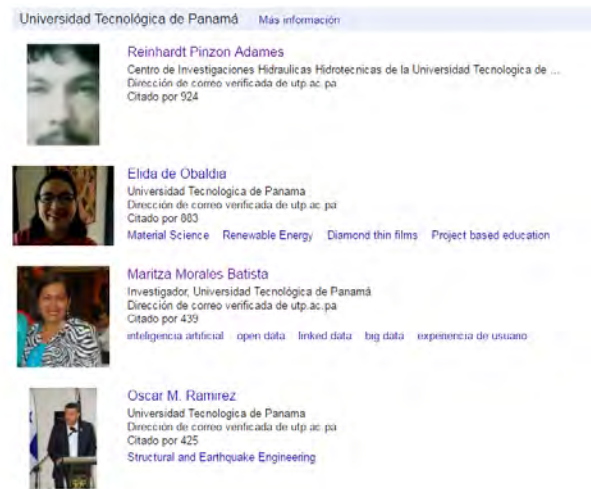 Universidad Tecnológica de Panamá Más información
Reinhardt Pinzon Adames
Centro de Investigaciones Hidraulicas Hidrotecnicas de la Universidad Tecnologica de ...
Dirección de correo verificada de utp.ac.pa
Citado por 924
Elida de Obaldia
Universidad Tecnologica de Panama
Dirección de correo verificada de utp.ac.pa
Citado por 883
Material Science Renewable Energy Diamond thin films Project based education
Maritza Morales Batista
Investigador, Universidad Tecnológica de Panamá
Dirección de correo verificada de utp.ac.pa
Citado por 439
inteligencia artificial open data linked data big data experiencia de usuario
Oscar M. Ramirez
Universidad Tecnologica de Panama
Dirección de correo verificada de utp.ac.pa
Citado por 425
Structural and Earthquake Engineering